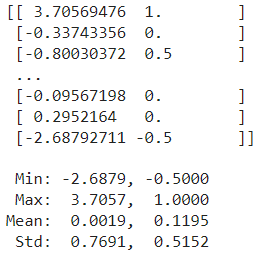 [[ 3.70569476  1.        ]
 [-0.33743356  0.        ]
 [-0.80030372  0.5       ]
 ...
 [-0.09567198  0.        ]
 [ 0.2952164   0.        ]
 [-2.68792711 -0.5       ]]
 Min: -2.6879, -0.5000
 Max:  3.7057,  1.0000
Mean:  0.0019,  0.1195
 Std:  0.7691,  0.5152